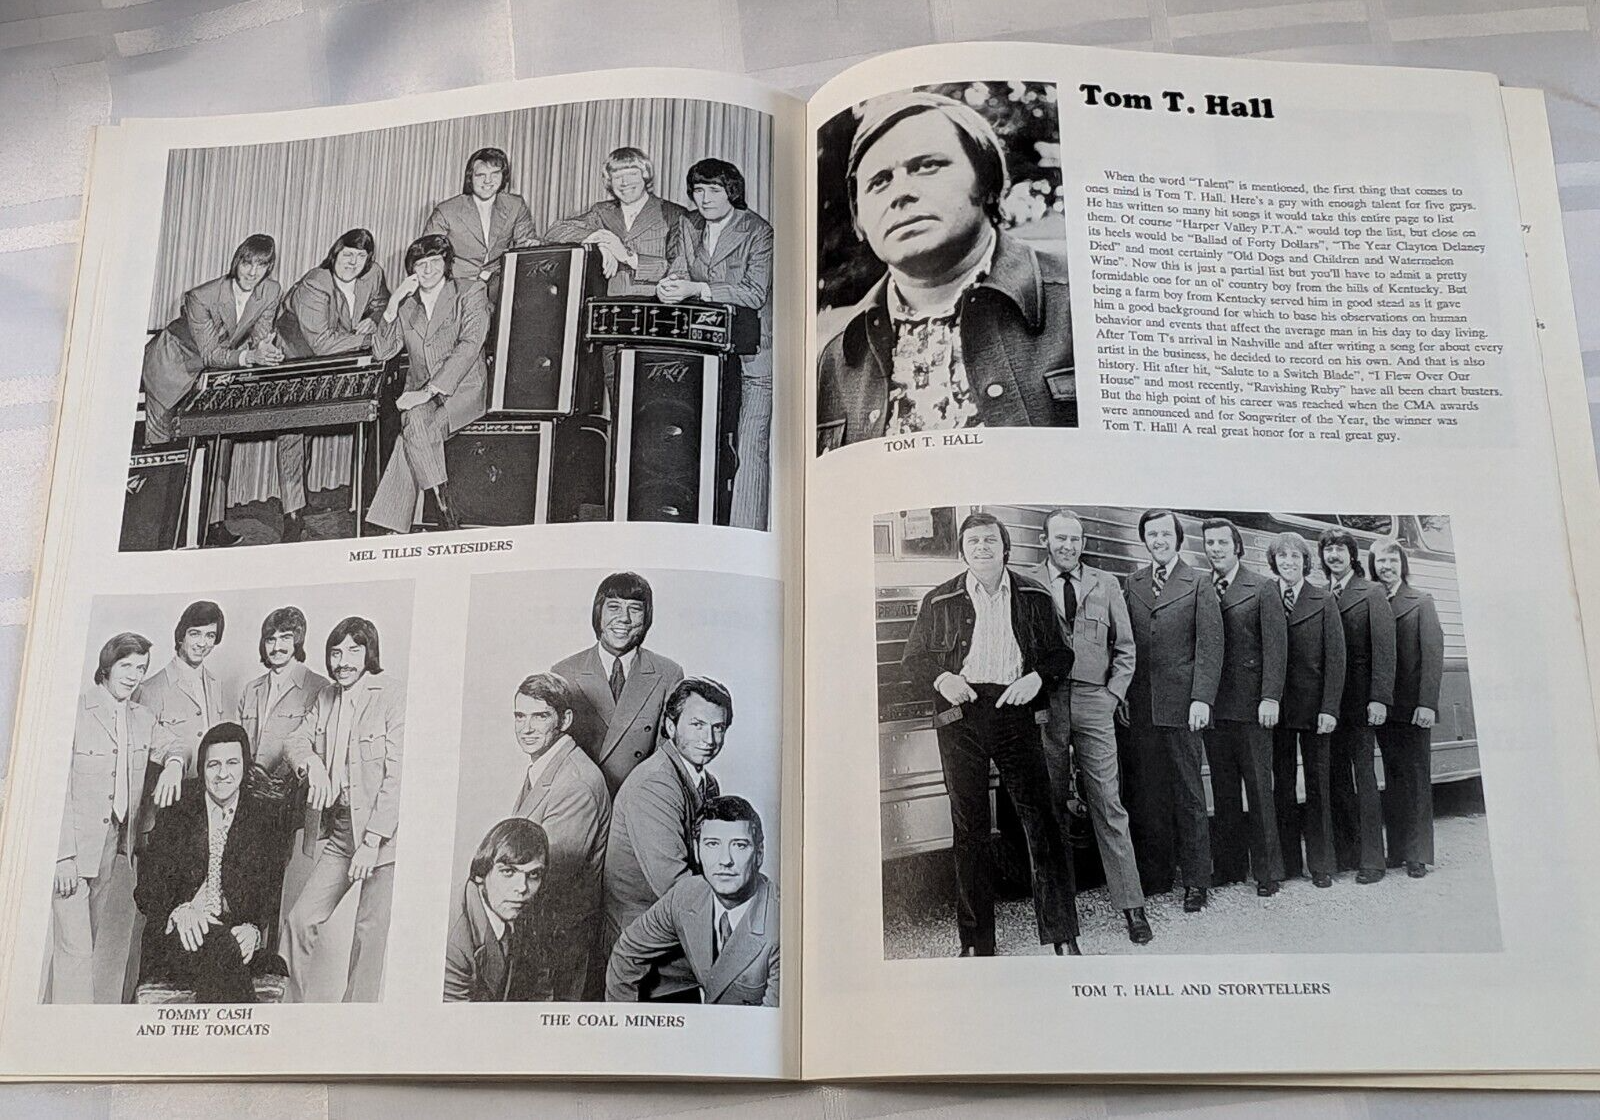 MEL TILLIS STATESIDERS
TOMMY CASH
AND THE TOMCATS
THE COAL MINERS
Tom T. Hall
When the word "Talent" is mentioned, the first thing that comes to
ones mind is Tom T. Hall. Here's a guy with enough talent for five guys.
He has written so many hit songs it would take this entire page to list
them. Of course "Harper Valley P.T.A." would top the list, but close on
its heels would be "Ballad of Forty Dollars", "The Year Clayton Delaney
Died" and most certainly "Old Dogs and Children and Watermelon
Wine". Now this is just a partial list but you'll have to admit a pretty
formidable one for an ol' country boy from the hills of Kentucky. But
being a farm boy from Kentucky served him in good stead as it gave
him a good background for which to base his observations on human
behavior and events that affect the average man in his day to day living.
After Tom T's arrival in Nashville and after writing a song for about every
artist in the business, he decided to record on his own. And that is also
history. Hit after hit, "Salute to a Switch Blade", "I Flew Over Our
House" and most recently, "Ravishing Ruby" have all been chart busters.
But the high point of his career was reached when the CMA awards
were announced and for Songwriter of the Year, the winner was
Tom T. Hall! A real great honor for a real great guy.
TOM T. HALL
PRIVATE
TOM T. HALL AND STORYTELLERS
PEAVEY
PEAVEY
PEAVEY
PEAVEY
by
is